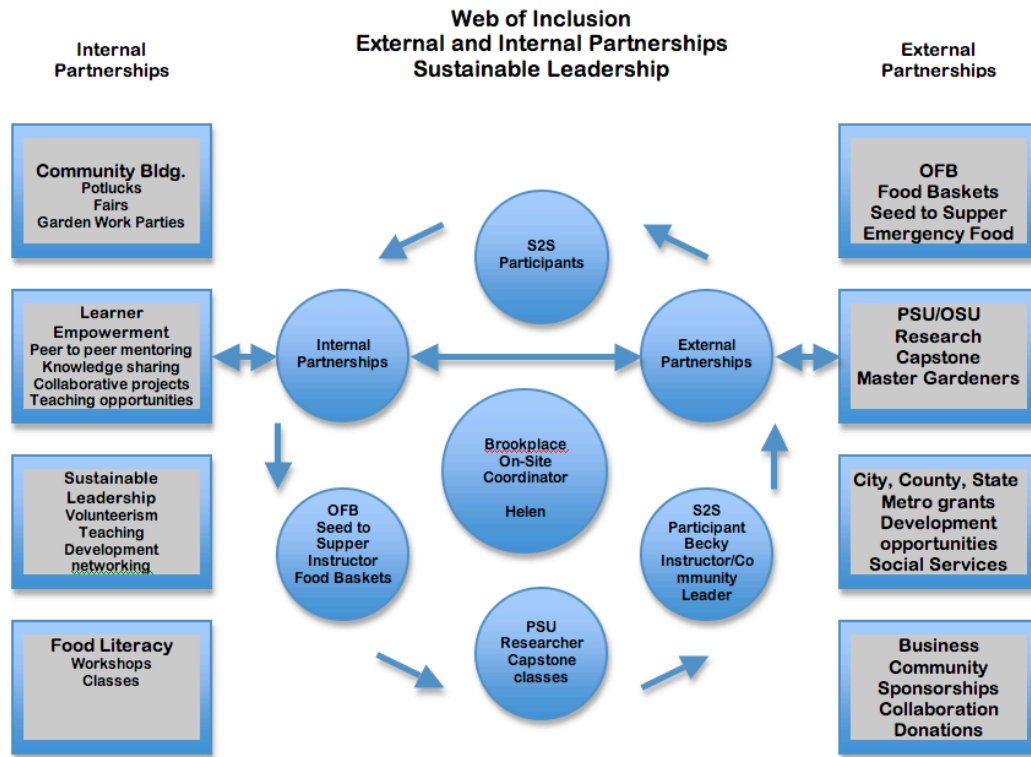 Web of Inclusion
External and Internal Partnerships
Sustainable Leadership
Internal
Partnerships
Community Bldg.
Potlucks
Fairs
Garden Work Parties
Learner
Empowerment
Peer to peer mentoring
Knowledge sharing
Collaborative projects
Teaching opportunities
Sustainable
Leadership
Volunteerism
Teaching
Development
networking
Food Literacy
Workshops
Classes
S2S
Participants
Internal
Partnerships
External
Partnerships
Brookplace
On-Site
Coordinator
Helen
OFB
Seed to
Supper
Instructor
Food Baskets
S2S
Participant
Becky
Instructor/Co
mmunity
Leader
PSU
Researcher
Capstone
classes
External
Partnerships
OFB
Food Baskets
Seed to Supper
Emergency Food
PSU/OSU
Research
Capstone
Master Gardeners
City, County, State
Metro grants
Development
opportunities
Social Services
Business
Community
Sponsorships
Collaboration
Donations